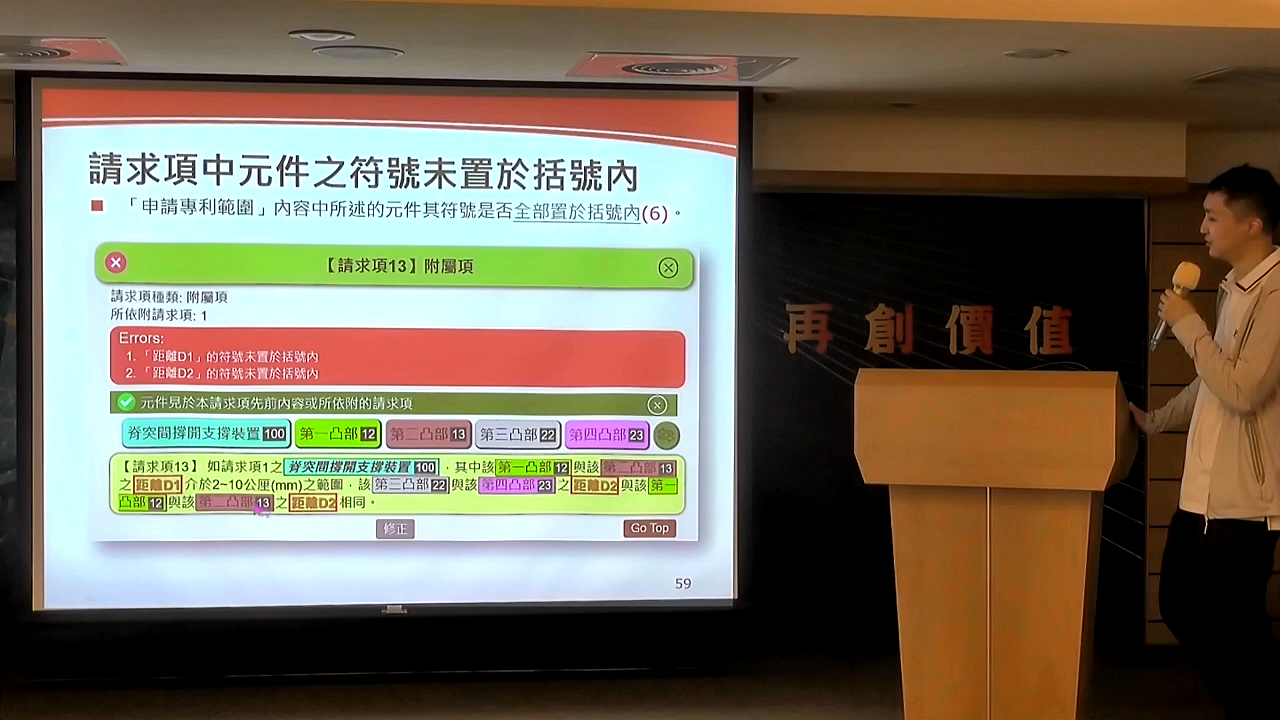 請求項中元件之符號未置於括號內
「申請專利範圍」內容中所述的元件其符號是否全部置於括號內(6)。
【請求項13】附屬項
請求項種類: 附屬項
所依附請求項: 1
Errors:
1. 「距離D1」的符號未置於括號內
2. 「距離D2」的符號未置於括號內
元件見於本請求項先前內容或所依附的請求項
脊突間撐開支撐裝置 100 第一凸部 12 第二凸部 13 第三凸部 22 第四凸部 23
【請求項13】 如請求項1之 脊突間撐開支撐裝置 100 ，其中該 第一凸部 12 與該 第二凸部 13
之 距離D1 介於2~10公厘(mm)之範圍，該 第三凸部 22 與該 第四凸部 23 之 距離D2 與該 第一
凸部 12 與該 第二凸部 13 之 距離D2 相同。
修正 Go Top
59
再創價值